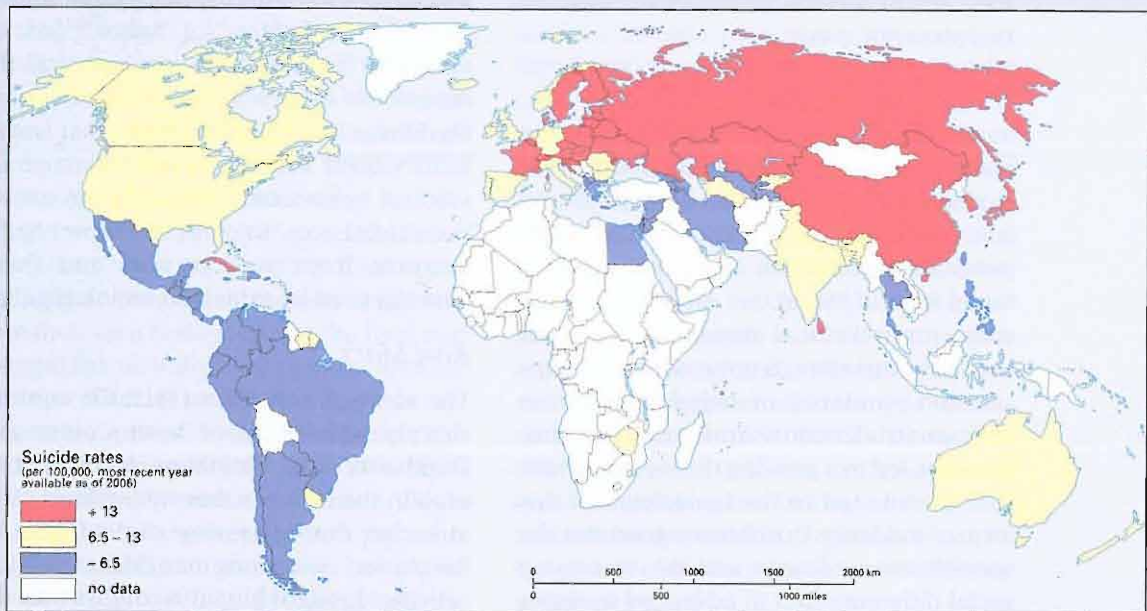 Suicide rates
(per 100,000, most recent year
available as of 2006)
+ 13
6.5 - 13
- 6.5
no data
0 500 1000 1500 2000 km
0 500 1000 miles